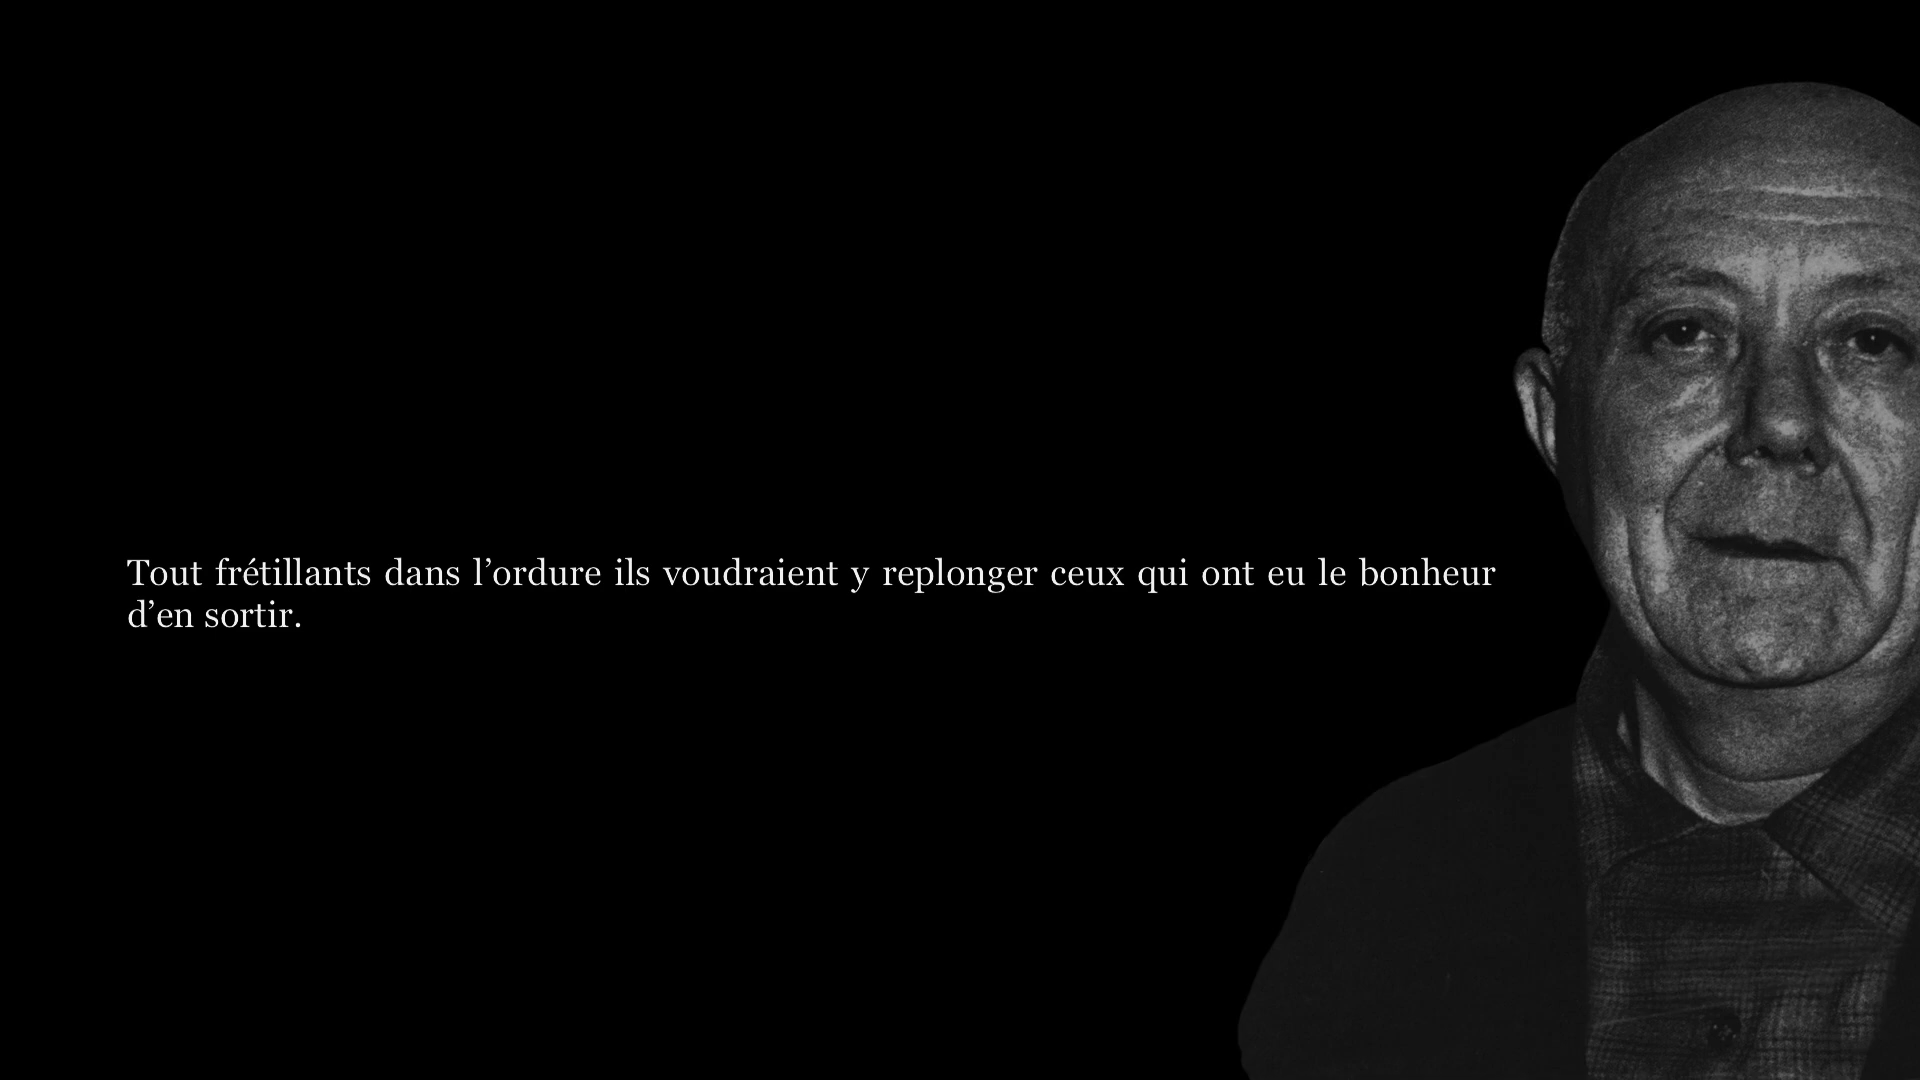 Tout frétillants dans l’ordure ils voudraient y replonger ceux qui ont eu le bonheur
d’en sortir.